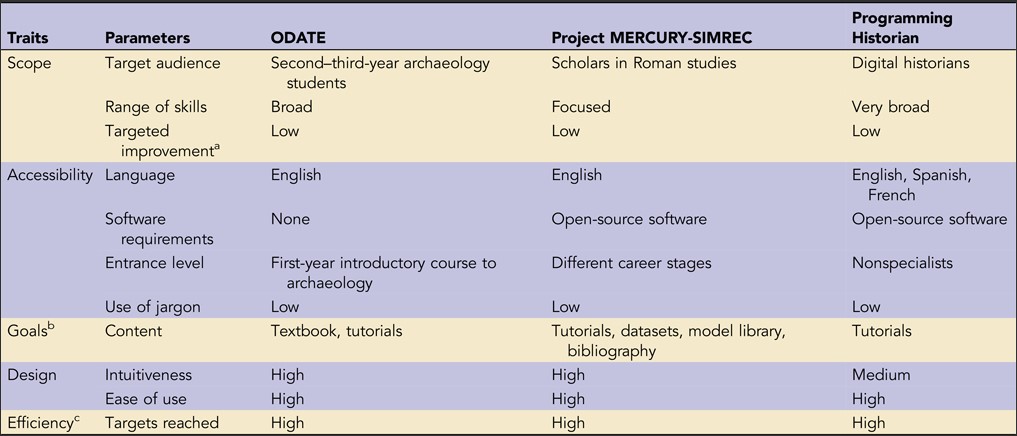 Traits Parameters ODATE Project MERCURY-SIMREC Programming Historian
Scope Target audience Second–third-year archaeology students Scholars in Roman studies Digital historians
Range of skills Broad Focused Very broad
Targeted improvementᵃ Low Low Low
Accessibility Language English English English, Spanish, French
Software requirements None Open-source software Open-source software
Entrance level First-year introductory course to archaeology Different career stages Nonspecialists
Use of jargon Low Low Low
Goalsᵇ Content Textbook, tutorials Tutorials, datasets, model library, bibliography Tutorials
Design Intuitiveness High High Medium
Ease of use High High High
Efficiencyᶜ Targets reached High High High